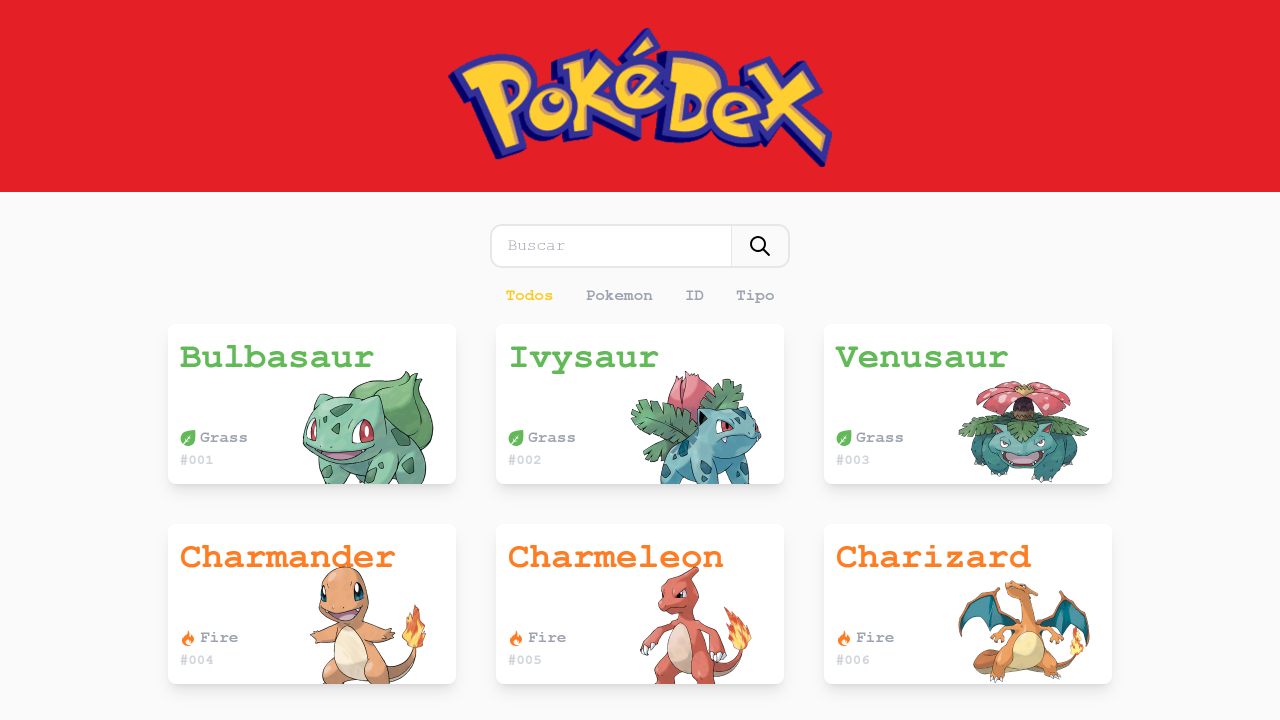 PokéDex
Buscar
Todos Pokemon ID Tipo
Bulbasaur Ivysaur Venusaur
Grass Grass Grass
#001 #002 #003
Charmander Charmeleon Charizard
Fire Fire Fire
#004 #005 #006